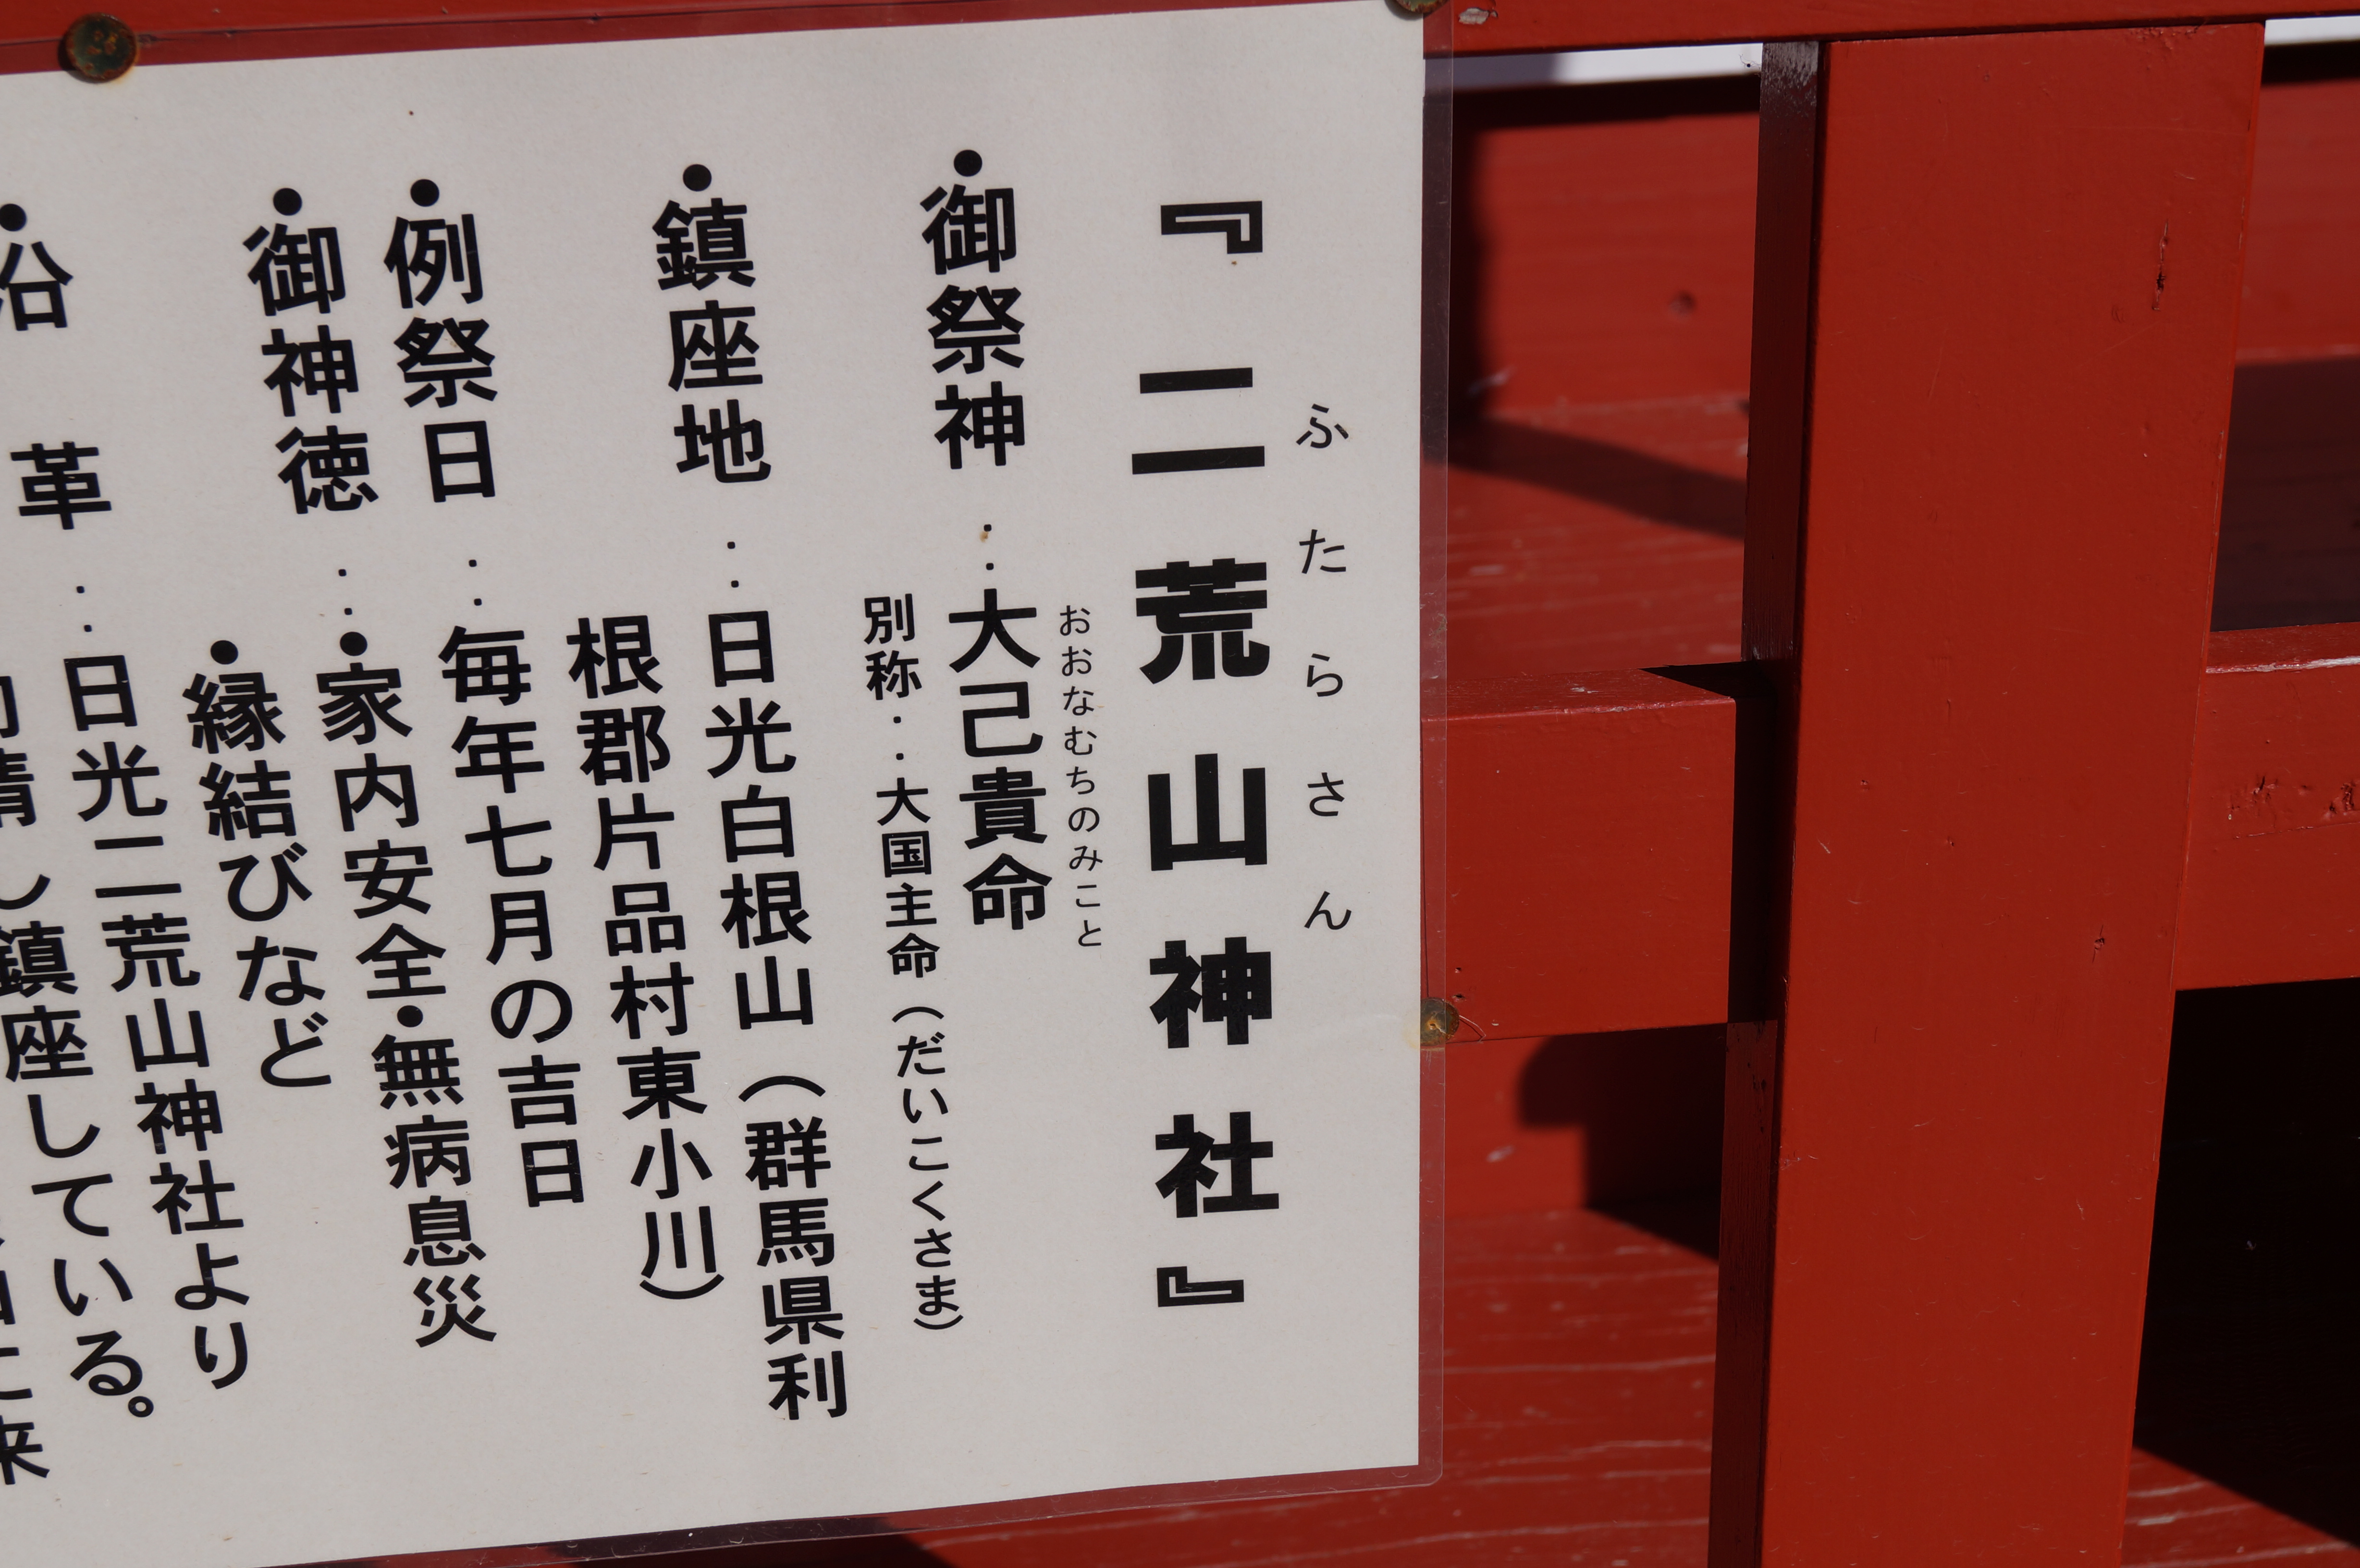 『二荒山神社』
ふたらさん
●御祭神：大己貴命
おおなむちのみこと
別称：大国主命（だいこくさま）
●鎮座地：日光白根山（群馬県利
根郡片品村東小川）
●例祭日：毎年七月の吉日
●御神徳：●家内安全●無病息災
●縁結びなど
●沿革：日光二荒山神社より
し鎮座している。
に来